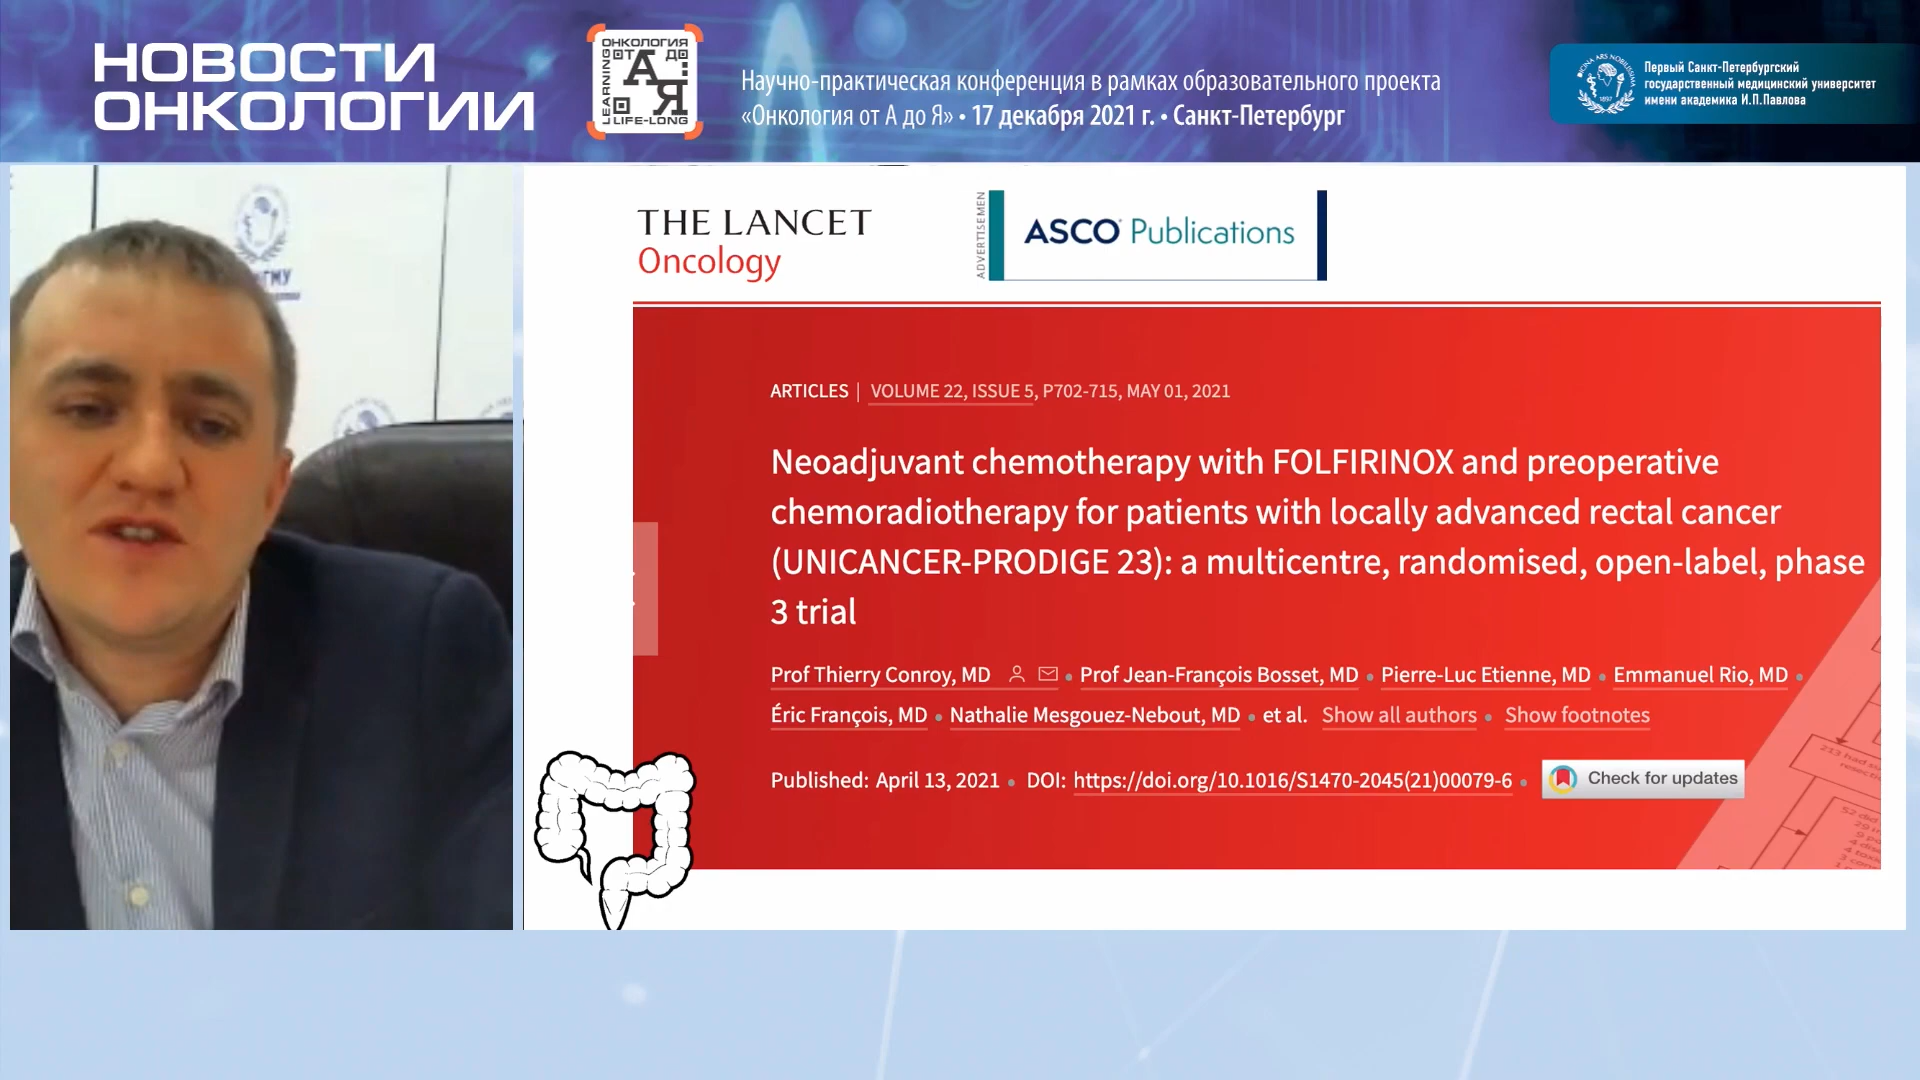 НОВОСТИ
ОНКОЛОГИИ
ОНКОЛОГИЯ
ОТ А ДО Я
LEARNING
LIFE-LONG
Научно-практическая конференция в рамках образовательного проекта
«Онкология от А до Я» • 17 декабря 2021 г. • Санкт-Петербург
Первый Санкт-Петербургский
государственный медицинский университет
имени академика И.П.Павлова
THE LANCET
Oncology
ADVERTISEMEN
ASCO Publications
ARTICLES | VOLUME 22, ISSUE 5, P702-715, MAY 01, 2021
Neoadjuvant chemotherapy with FOLFIRINOX and preoperative
chemoradiotherapy for patients with locally advanced rectal cancer
(UNICANCER-PRODIGE 23): a multicentre, randomised, open-label, phase
3 trial
Prof Thierry Conroy, MD • Prof Jean-François Bosset, MD • Pierre-Luc Etienne, MD • Emmanuel Rio, MD •
Éric François, MD • Nathalie Mesgouez-Nebout, MD • et al. Show all authors • Show footnotes
Published: April 13, 2021 • DOI: https://doi.org/10.1016/S1470-2045(21)00079-6 •
Check for updates